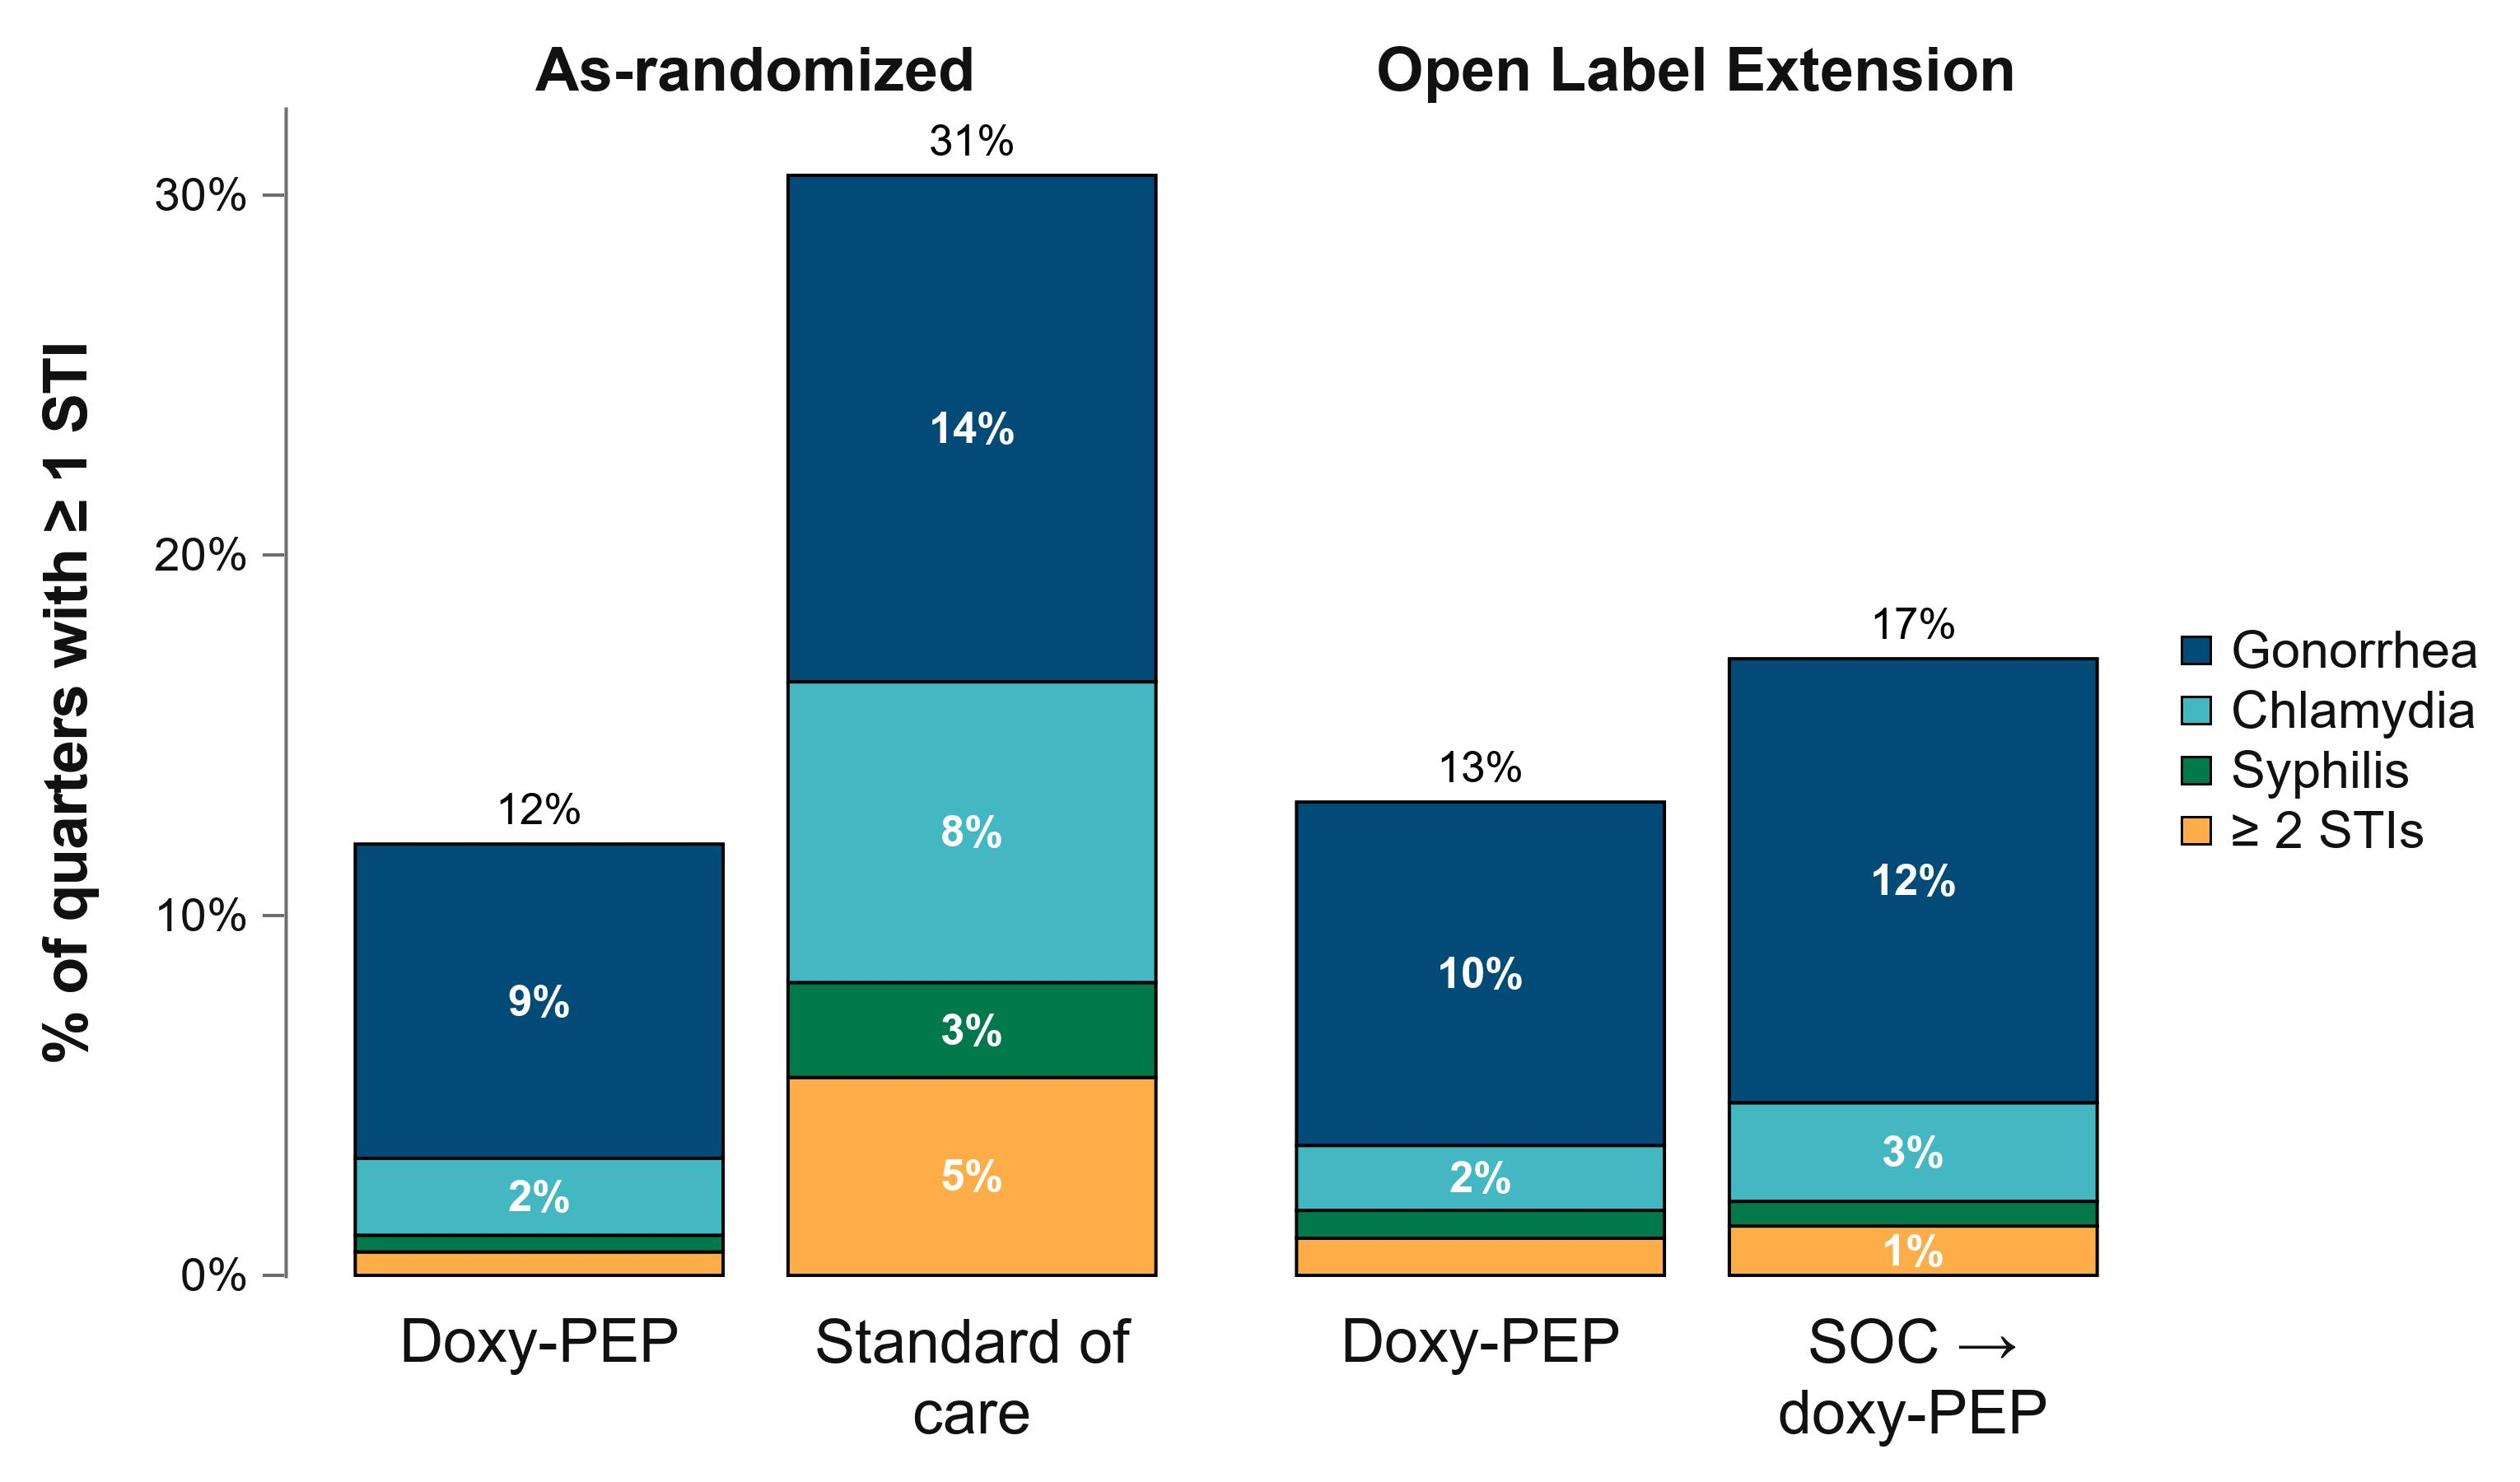 As-randomized
Open Label Extension
% of quarters with ≥ 1 STI
30%
20%
10%
0%
12%
9%
2%
31%
14%
8%
3%
5%
13%
10%
2%
17%
12%
3%
1%
Doxy-PEP
Standard of
care
Doxy-PEP
SOC →
doxy-PEP
Gonorrhea
Chlamydia
Syphilis
≥ 2 STIs